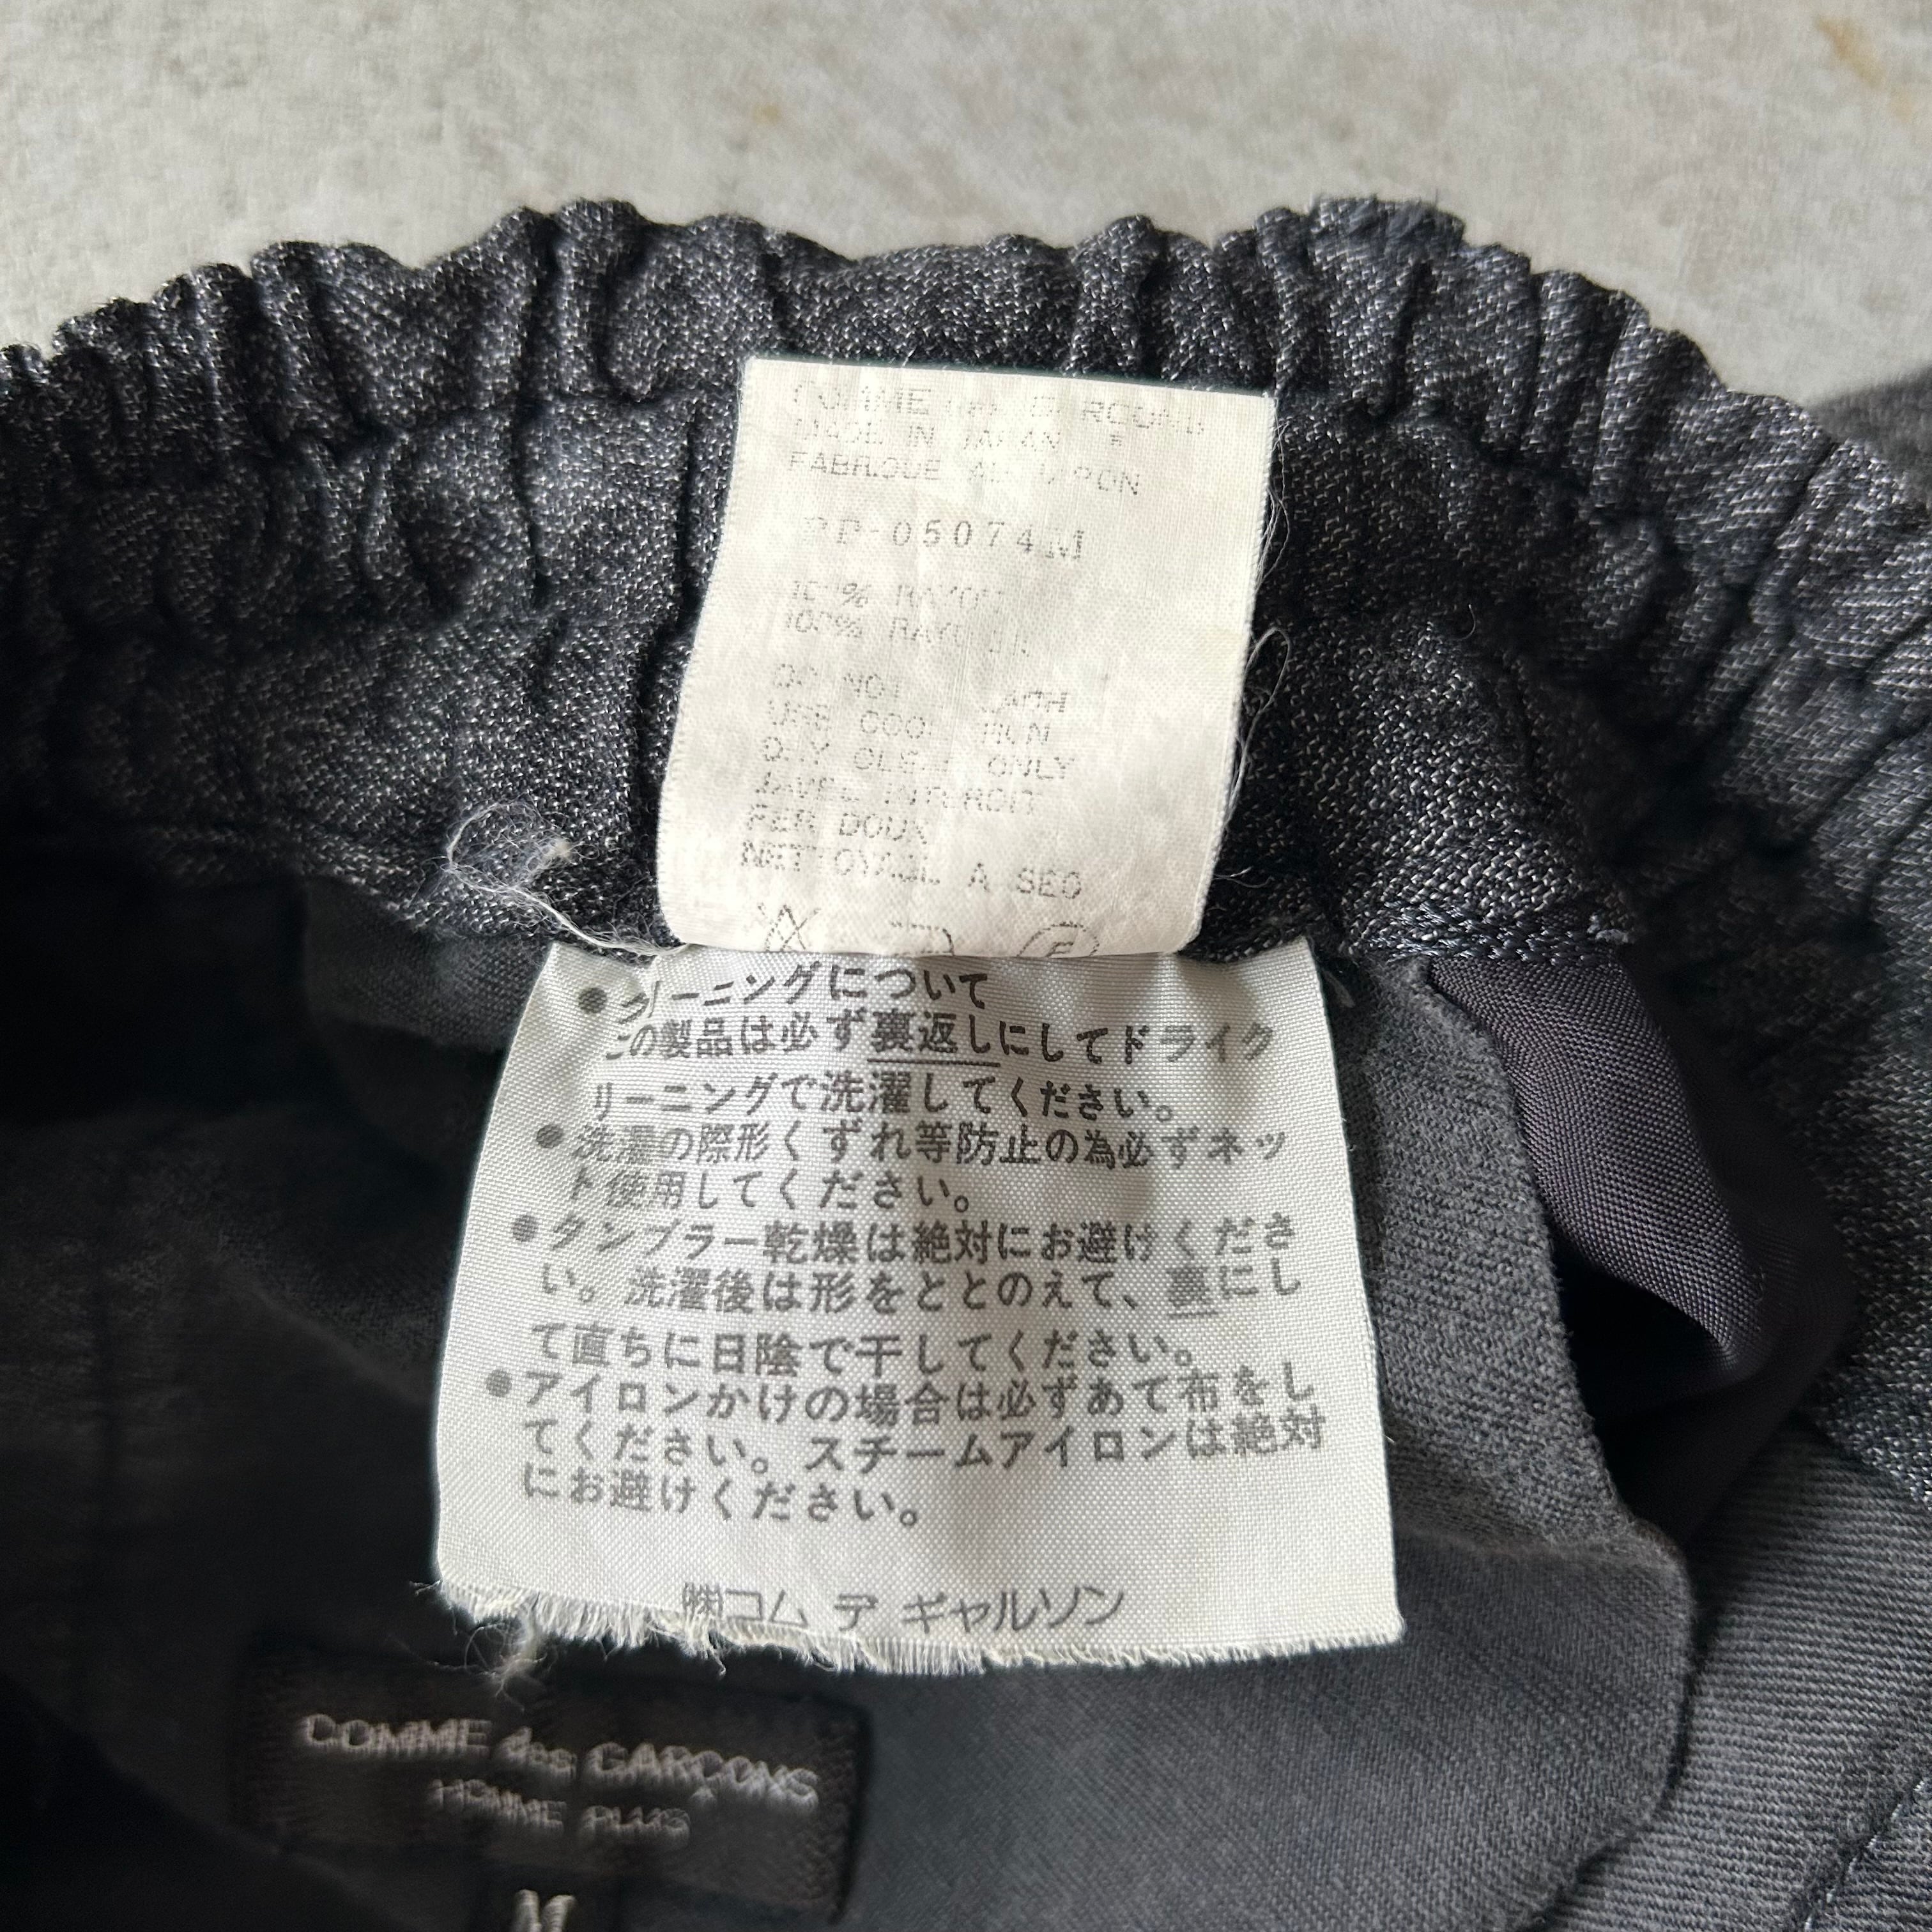 MADE IN JAPAN
FABRIQUE AU JAPON
PP-05074M
100% RAYON
100% RAYONNE
DO NOT BLEACH
USE COOL IRON
DRY CLEAN ONLY
JAVEL INTERDIT
FER DOUX
NETTOYAGE A SEC
●クリーニングについて
この製品は必ず裏返しにしてドライク
リーニングで洗濯してください。
●洗濯の際形くずれ等防止の為必ずネッ
ト使用してください。
●タンブラー乾燥は絶対にお避けくださ
い。洗濯後は形をととのえて、裏にし
て直ちに日陰で干してください。
●アイロンかけの場合は必ずあて布をし
てください。スチームアイロンは絶対
にお避けください。
㈱コム デ ギャルソン
COMME des GARÇONS
HOMME PLUS
M